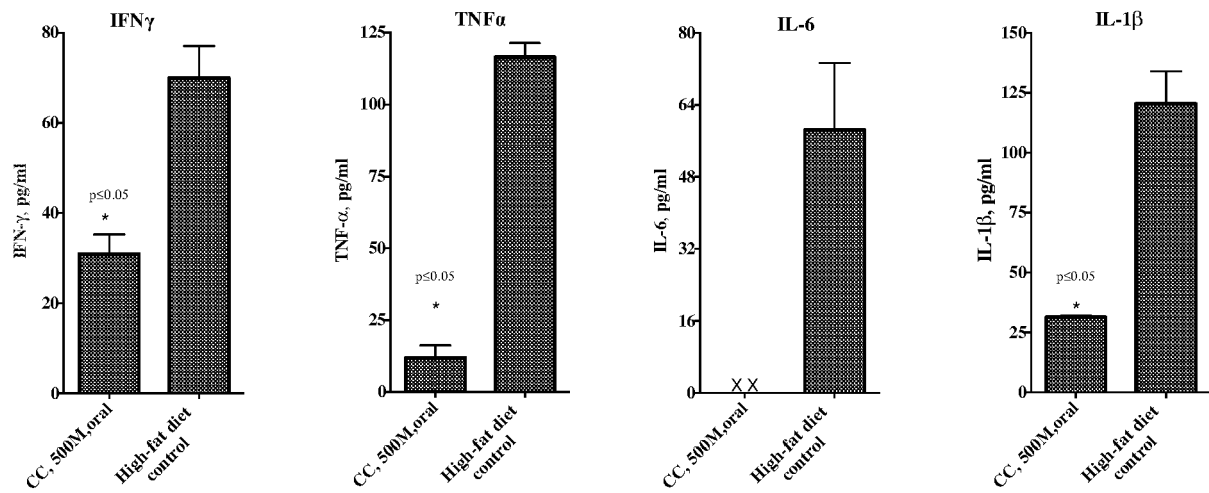 IFNγ
80
60
40
20
0
IFN-γ, pg/ml
p≤0.05
*
CC, 500M,oral
High-fat diet
control
TNFα
125
100
75
50
25
0
TNF-α, pg/ml
p≤0.05
*
CC, 500M,oral
High-fat diet
control
IL-6
80
64
48
32
16
0
IL-6, pg/ml
X X
CC, 500M,oral
High-fat diet
control
IL-1β
150
125
100
75
50
25
0
IL-1β, pg/ml
p≤0.05
*
CC, 500M,oral
High-fat diet
control